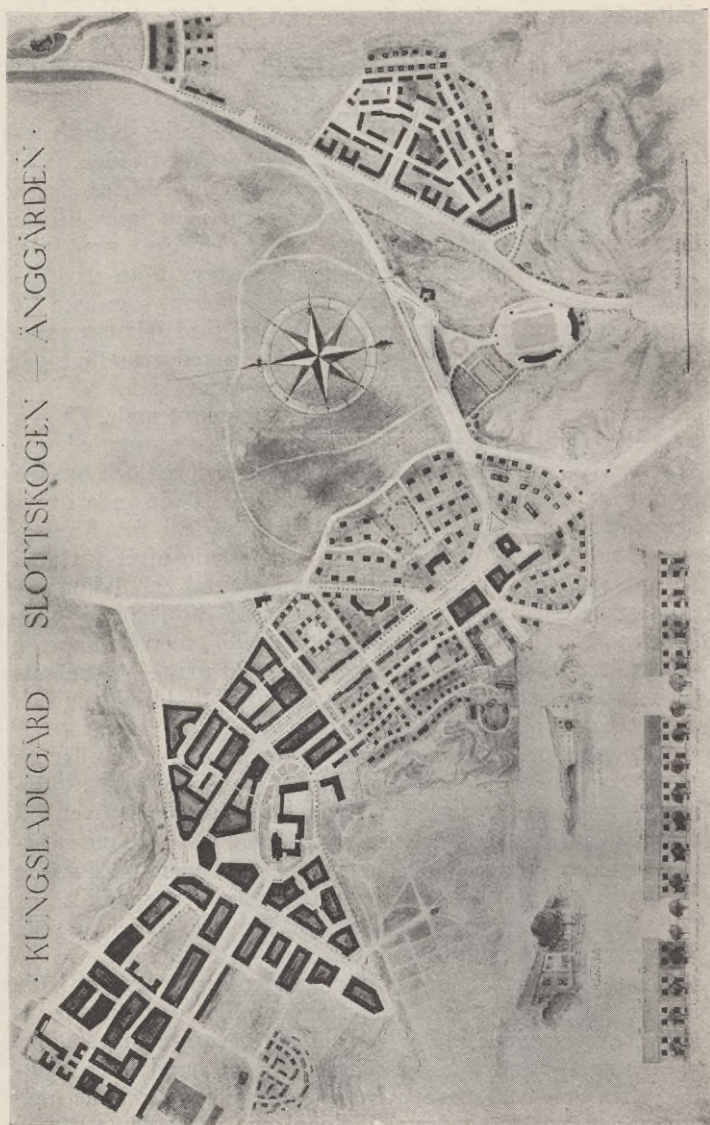 · KUNGSLADUGÅRD — SLOTTSKOGEN — ÄNGGÅRDEN ·